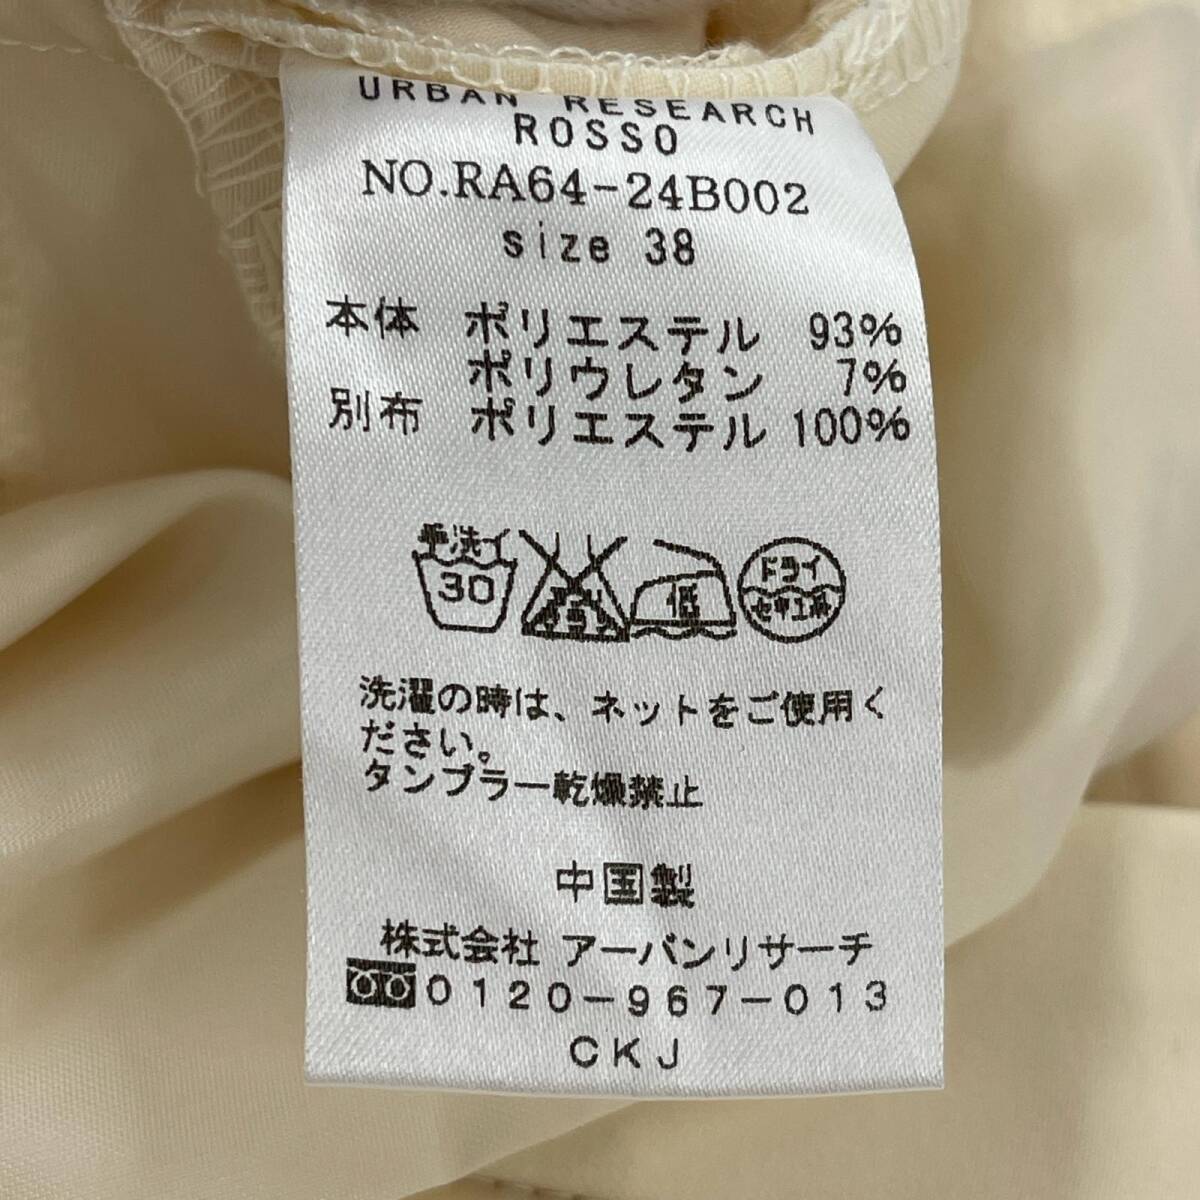 URBAN RESEARCH
ROSSO
NO.RA64-24B002
size 38
本体 ポリエステル 93%
ポリウレタン 7%
別布 ポリエステル 100%
手洗イ 30
低
ドライ
セキユ系
洗濯の時は、ネットをご使用く
ださい。
タンブラー乾燥禁止
中国製
株式会社 アーバンリサーチ
0120-967-013
CKJ